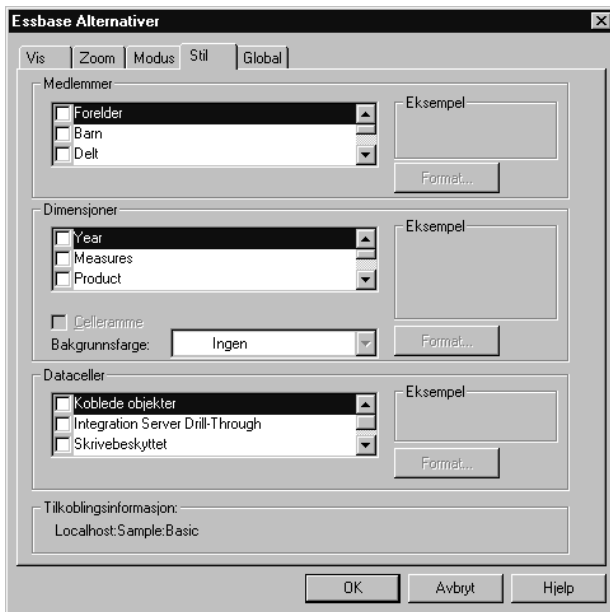 Essbase Alternativer
Vis Zoom Modus Stil Global
Medlemmer
Forelder
Barn
Delt
Eksempel
Format...
Dimensjoner
Year
Measures
Product
Eksempel
Celleramme
Bakgrunnsfarge: Ingen
Format...
Dataceller
Koblede objekter
Integration Server Drill-Through
Skrivebeskyttet
Eksempel
Format...
Tilkoblingsinformasjon:
Localhost:Sample:Basic
OK Avbryt Hjelp